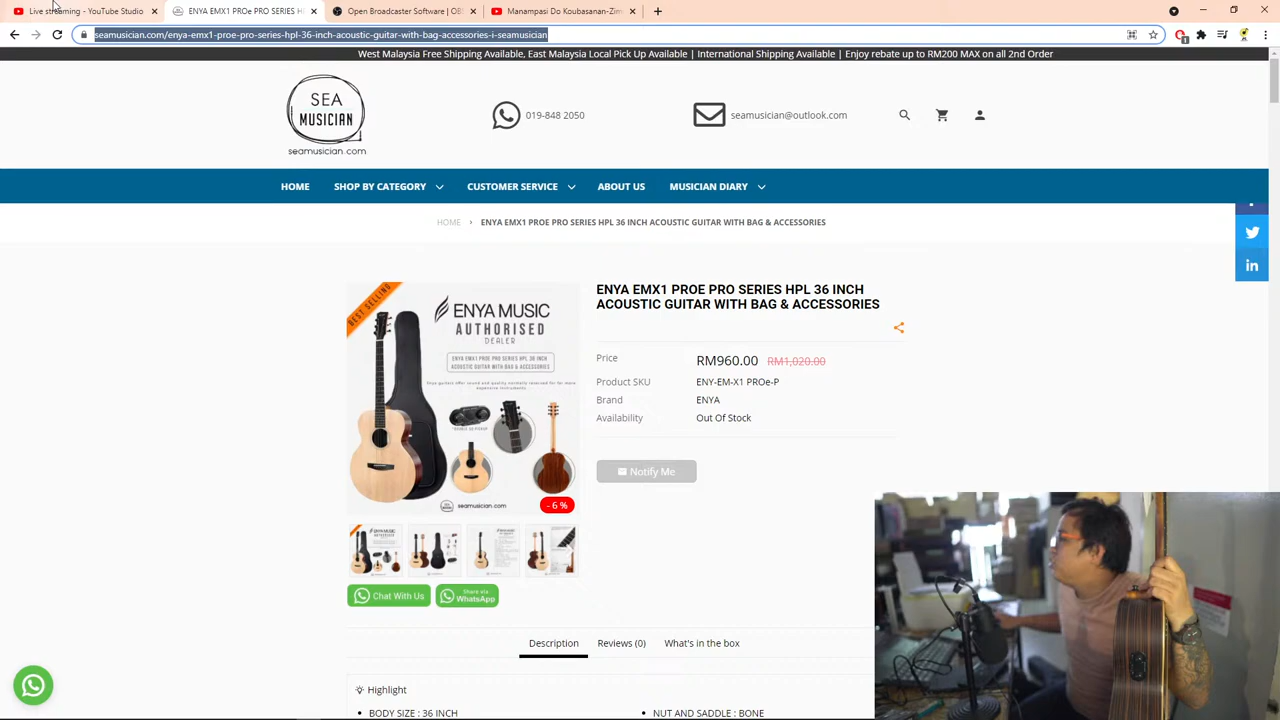 Live streaming - YouTube Studio
ENYA EMX1 PROe PRO SERIES H
Open Broadcaster Software | OB
Manampasi Do Koubasanan-Zim
seamusician.com/enya-emx1-proe-pro-series-hpl-36-inch-acoustic-guitar-with-bag-accessories-i-seamusician
West Malaysia Free Shipping Available, East Malaysia Local Pick Up Available | International Shipping Available | Enjoy rebate up to RM200 MAX on all 2nd Order
SEA
MUSICIAN
seamusician.com
019-848 2050
seamusician@outlook.com
HOME
SHOP BY CATEGORY
CUSTOMER SERVICE
ABOUT US
MUSICIAN DIARY
HOME › ENYA EMX1 PROE PRO SERIES HPL 36 INCH ACOUSTIC GUITAR WITH BAG & ACCESSORIES
BEST SELLING
ENYA MUSIC
AUTHORISED
DEALER
ENYA EMX1 PROE PRO SERIES HPL 36 INCH
ACOUSTIC GUITAR WITH BAG & ACCESSORIES
seamusician.com
- 6 %
ENYA EMX1 PROE PRO SERIES HPL 36 INCH
ACOUSTIC GUITAR WITH BAG & ACCESSORIES
Price RM960.00 RM1,020.00
Product SKU ENY-EM-X1 PROe-P
Brand ENYA
Availability Out Of Stock
Notify Me
Chat With Us
Share via
WhatsApp
Description
Reviews (0)
What's in the box
Highlight
BODY SIZE : 36 INCH
NUT AND SADDLE : BONE